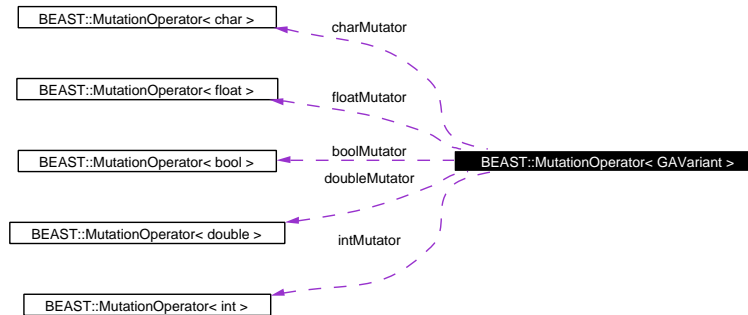 BEAST::MutationOperator< char >
charMutator
BEAST::MutationOperator< float >
floatMutator
boolMutator
BEAST::MutationOperator< bool >
BEAST::MutationOperator< GAVariant >
doubleMutator
BEAST::MutationOperator< double >
intMutator
BEAST::MutationOperator< int >